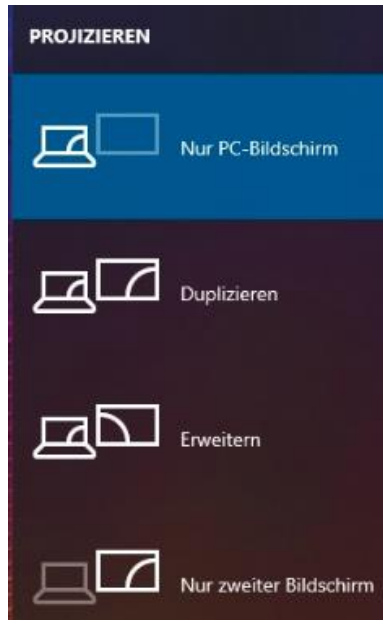 PROJIZIEREN
Nur PC-Bildschirm
Duplizieren
Erweitern
Nur zweiter Bildschirm